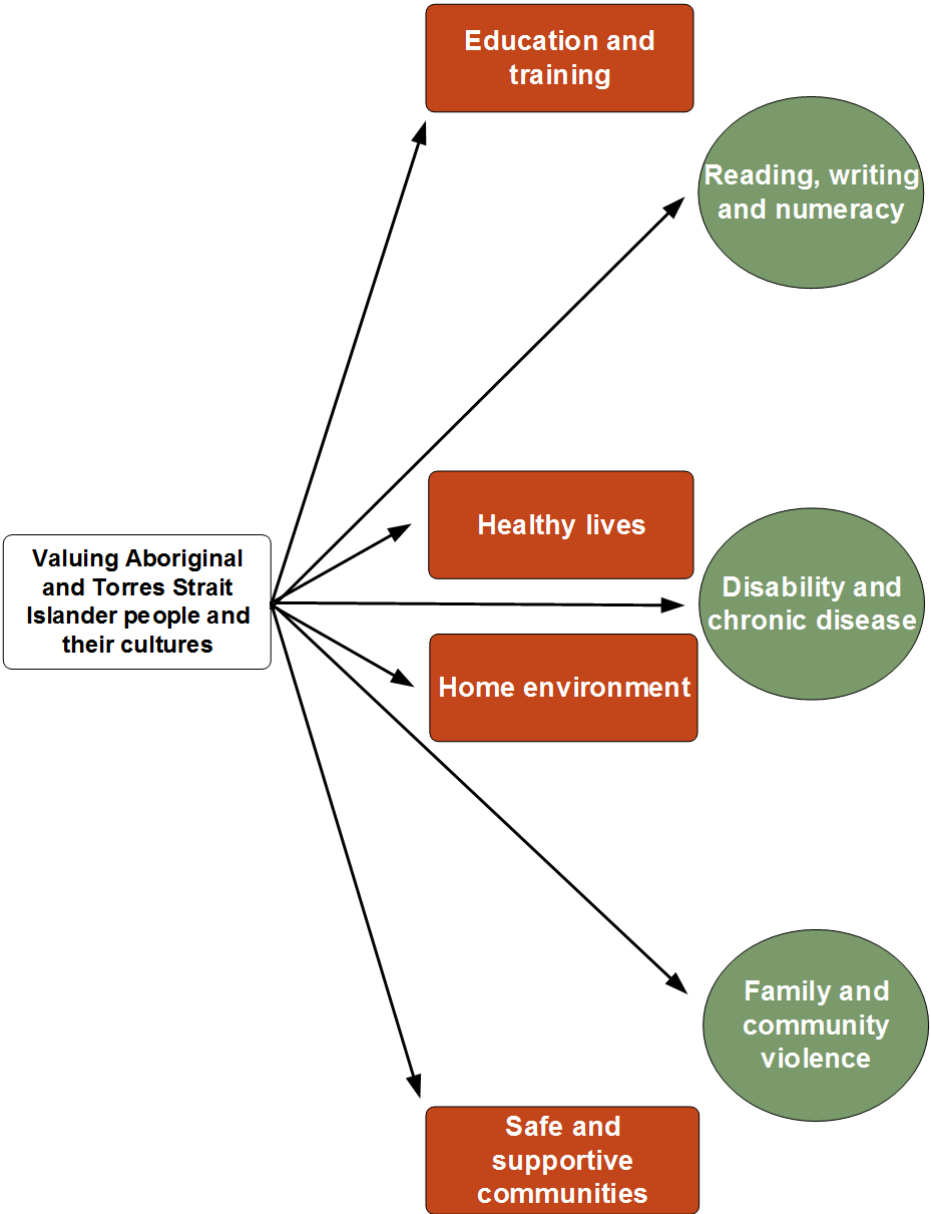 Education and
training
Reading, writing
and numeracy
Healthy lives
Valuing Aboriginal
and Torres Strait
Islander people and
their cultures
Disability and
chronic disease
Home environment
Family and
community
violence
Safe and
supportive
communities